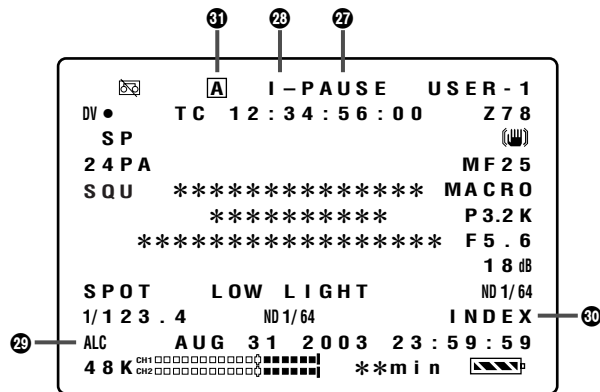 31 28 27
A I–PAUSE USER-1
DV ● TC 12:34:56:00 Z78
SP
24PA MF25
SQU ************** MACRO
********** P3.2K
***************** F5.6
18dB
SPOT LOW LIGHT ND1/64
1/123.4 ND1/64 INDEX 30
29 ALC AUG 31 2003 23:59:59
48K CH1 CH2 **min